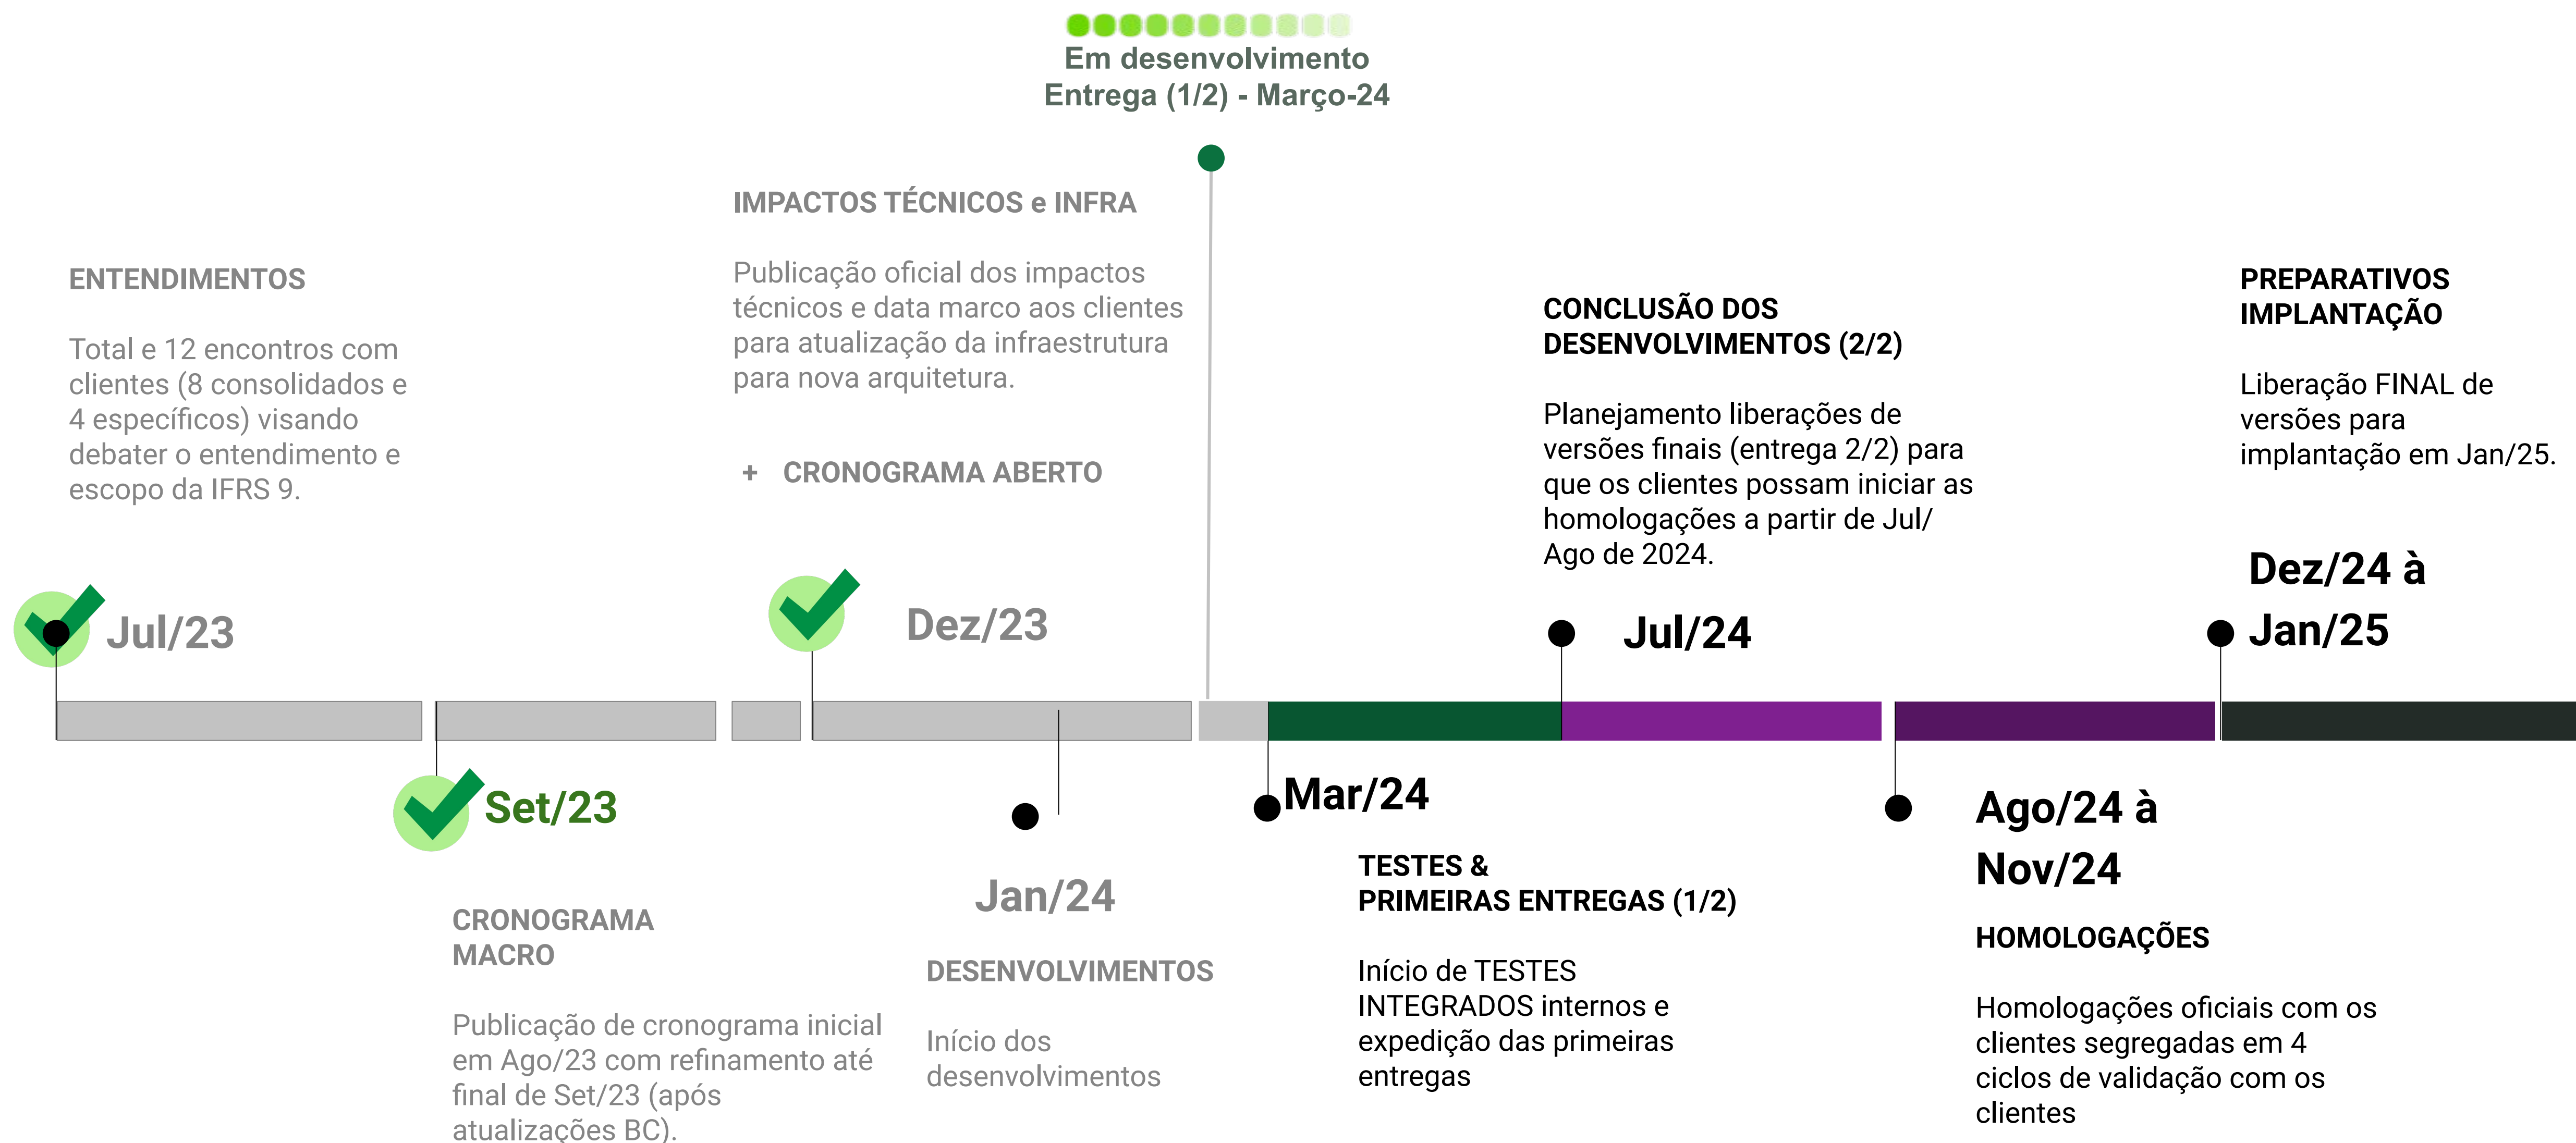 Em desenvolvimento
Entrega (1/2) - Março-24
ENTENDIMENTOS
Total e 12 encontros com
clientes (8 consolidados e
4 específicos) visando
debater o entendimento e
escopo da IFRS 9.
Jul/23
IMPACTOS TÉCNICOS e INFRA
Publicação oficial dos impactos
técnicos e data marco aos clientes
para atualização da infraestrutura
para nova arquitetura.
+ CRONOGRAMA ABERTO
Dez/23
CONCLUSÃO DOS
DESENVOLVIMENTOS (2/2)
Planejamento liberações de
versões finais (entrega 2/2) para
que os clientes possam iniciar as
homologações a partir de Jul/
Ago de 2024.
Jul/24
PREPARATIVOS
IMPLANTAÇÃO
Liberação FINAL de
versões para
implantação em Jan/25.
Dez/24 à
Jan/25
Set/23
CRONOGRAMA
MACRO
Publicação de cronograma inicial
em Ago/23 com refinamento até
final de Set/23 (após
atualizações BC).
Jan/24
DESENVOLVIMENTOS
Início dos
desenvolvimentos
Mar/24
TESTES &
PRIMEIRAS ENTREGAS (1/2)
Início de TESTES
INTEGRADOS internos e
expedição das primeiras
entregas
Ago/24 à
Nov/24
HOMOLOGAÇÕES
Homologações oficiais com os
clientes segregadas em 4
ciclos de validação com os
clientes